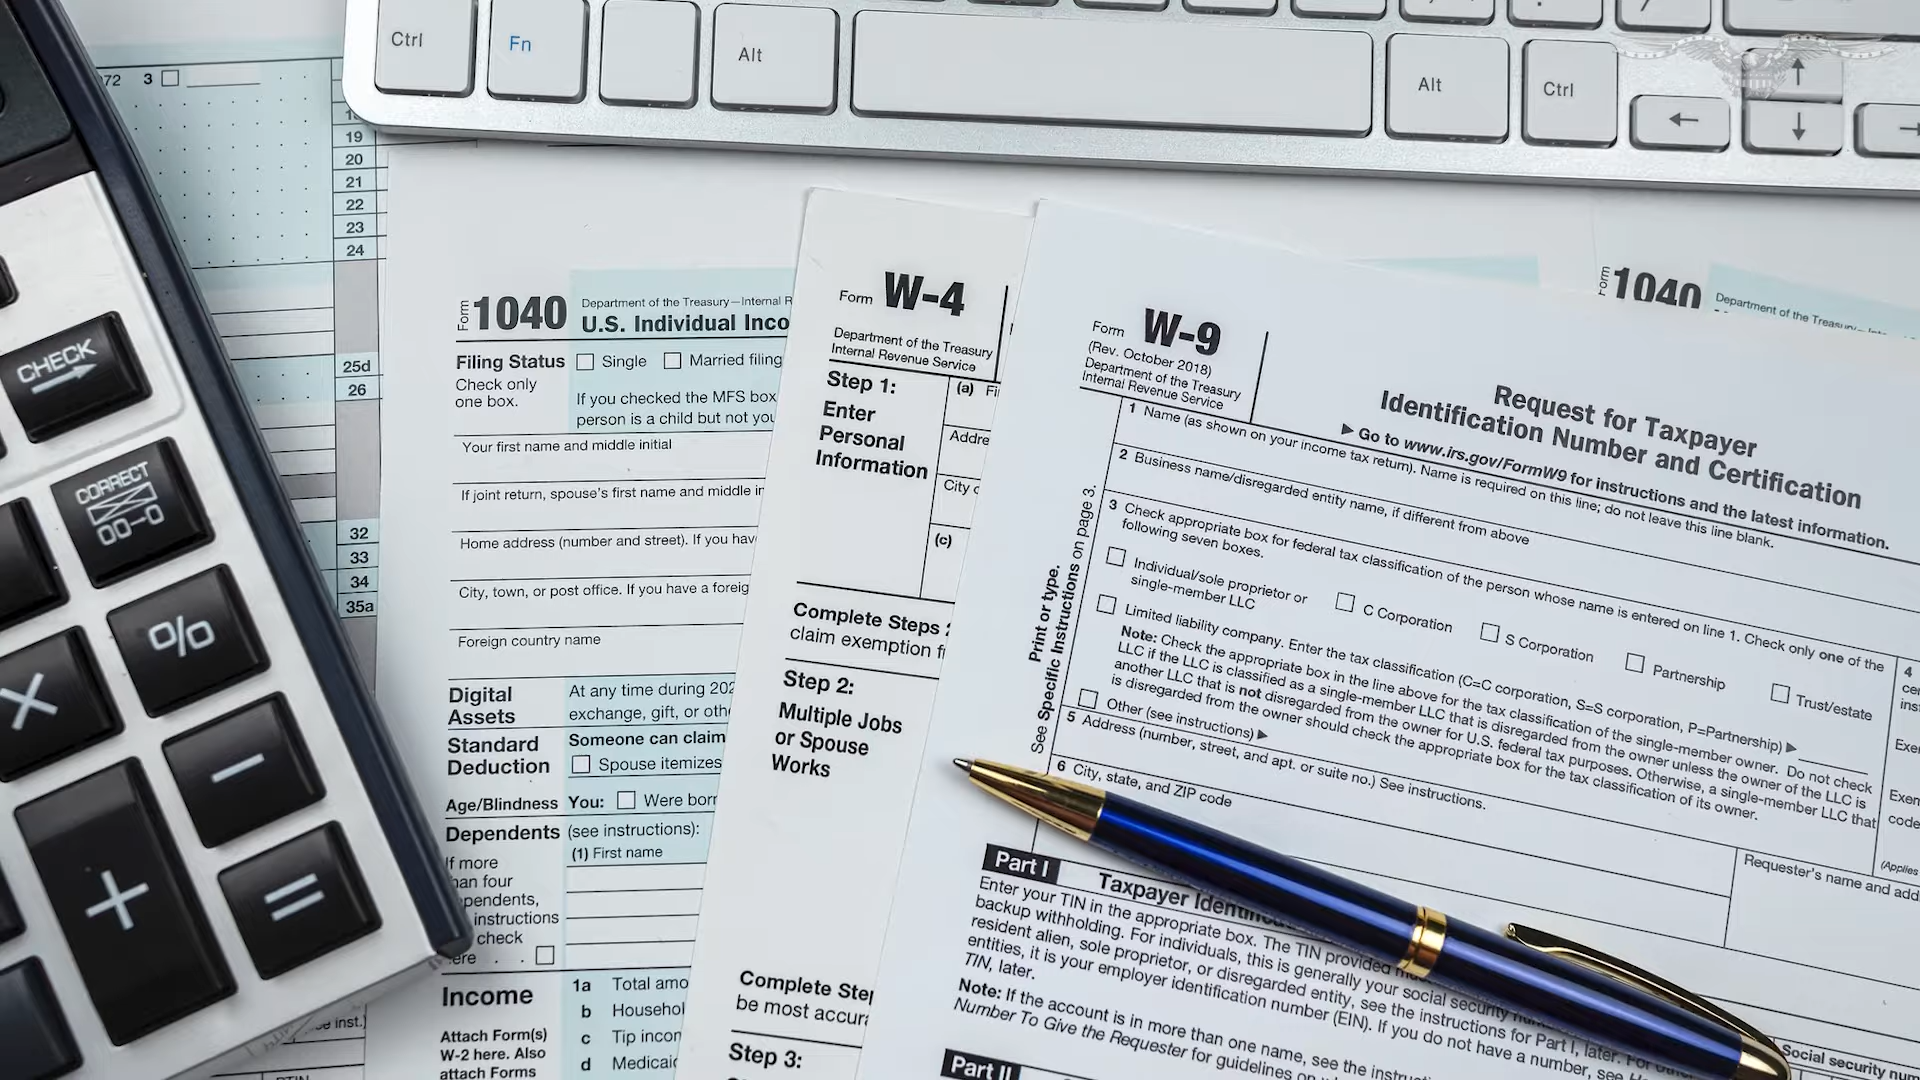 Ctrl
Fn
Alt
Alt
Ctrl
↑
←
↓
→
72 3
19
20
21
22
23
24
25d
26
32
33
34
35a
CHECK
CORRECT
00→0
%
×
−
+
=
Form 1040
Department of the Treasury—Internal R
U.S. Individual Inco
Filing Status
Check only
one box.
Single
Married filing
If you checked the MFS box
person is a child but not you
Your first name and middle initial
If joint return, spouse's first name and middle in
Home address (number and street). If you hav
City, town, or post office. If you have a foreig
Foreign country name
Digital
Assets
At any time during 202
exchange, gift, or othe
Standard
Deduction
Someone can claim
Spouse itemizes
Age/Blindness
You:
Were born
Dependents
(see instructions):
(1) First name
If more
than four
pendents,
instructions
check
ere . .
Income
Attach Form(s)
W-2 here. Also
attach Forms
1a Total amo
b Househol
c Tip incon
d Medicaid
e inst.)
Form W-4
Department of the Treasury
Internal Revenue Service
Step 1:
Enter
Personal
Information
(a) Fi
Addre
City o
(c)
Complete Steps 2
claim exemption f
Step 2:
Multiple Jobs
or Spouse
Works
Complete Step
be most accura
Step 3:
Form 1040
Department of the Treasury—Inte
Form W-9
(Rev. October 2018)
Department of the Treasury
Internal Revenue Service
Request for Taxpayer
Identification Number and Certification
▶ Go to www.irs.gov/FormW9 for instructions and the latest information.
1 Name (as shown on your income tax return). Name is required on this line; do not leave this line blank.
2 Business name/disregarded entity name, if different from above
3 Check appropriate box for federal tax classification of the person whose name is entered on line 1. Check only one of the
following seven boxes.
Individual/sole proprietor or
single-member LLC
C Corporation
S Corporation
Partnership
Trust/estate
Limited liability company. Enter the tax classification (C=C corporation, S=S corporation, P=Partnership) ▶
Note: Check the appropriate box in the line above for the tax classification of the single-member owner. Do not check
LLC if the LLC is classified as a single-member LLC that is disregarded from the owner unless the owner of the LLC is
another LLC that is not disregarded from the owner for U.S. federal tax purposes. Otherwise, a single-member LLC that
is disregarded from the owner should check the appropriate box for the tax classification of its owner.
Other (see instructions) ▶
4
cer
ins
Exe
Exem
code
(Applies
5 Address (number, street, and apt. or suite no.) See instructions.
6 City, state, and ZIP code
Requester's name and add
Print or type.
See Specific Instructions on page 3.
Part I
Taxpayer Identific
Enter your TIN in the appropriate box. The TIN provided
backup withholding. For individuals, this is generally your social security
resident alien, sole proprietor, or disregarded entity, see the instructions for Part I, later. For
entities, it is your employer identification number (EIN). If you do not have a number, see
TIN, later.
Note: If the account is in more than one name, see the instruct
Number To Give the Requester for guidelines on
Social security num
Part II